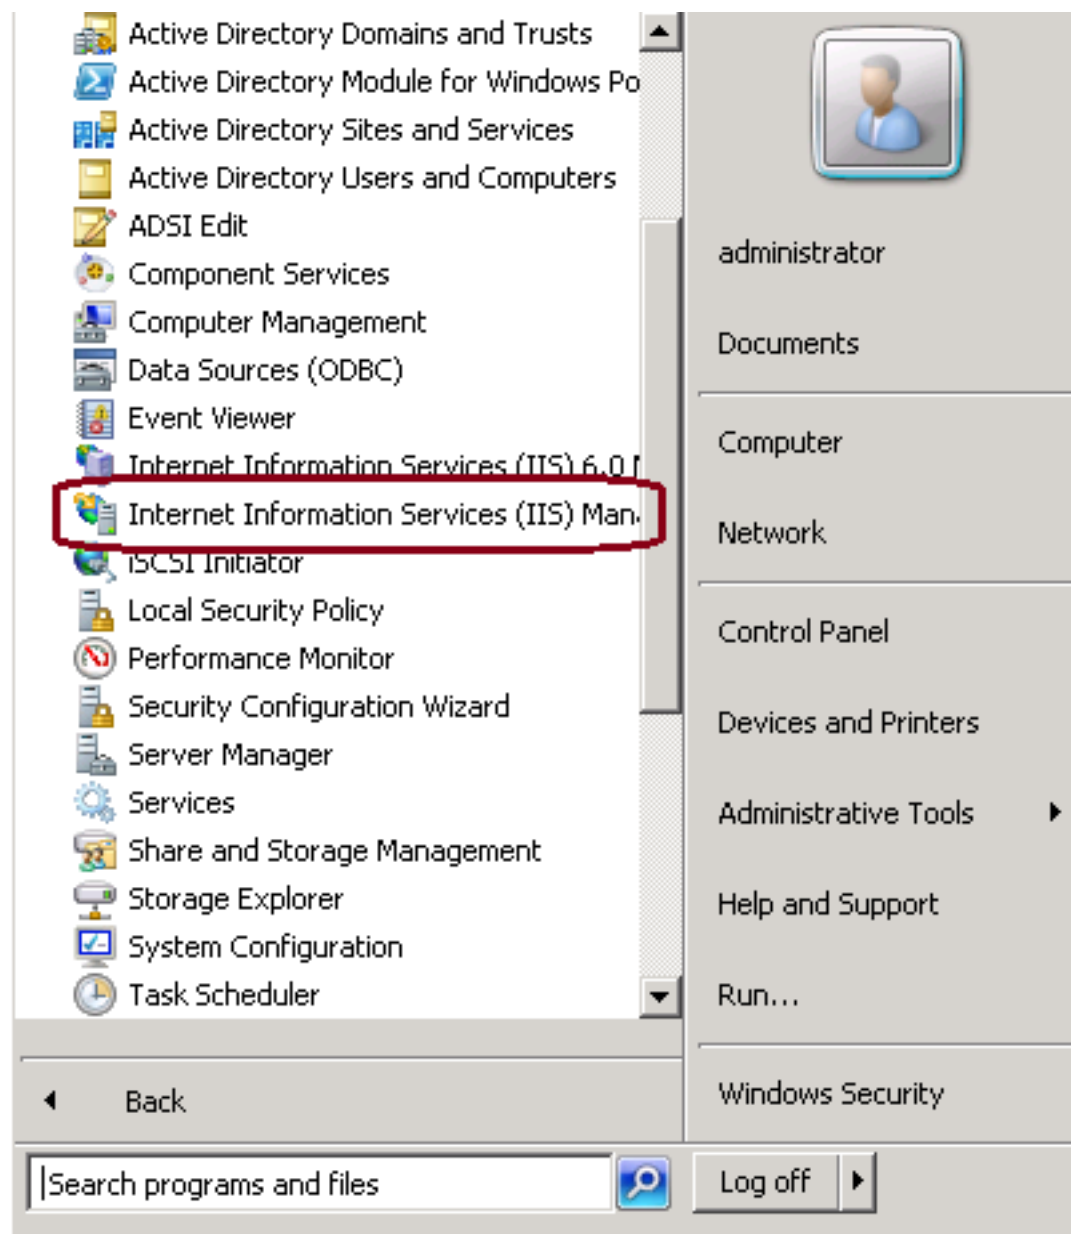 Active Directory Domains and Trusts
Active Directory Module for Windows Po
Active Directory Sites and Services
Active Directory Users and Computers
ADSI Edit
Component Services
Computer Management
Data Sources (ODBC)
Event Viewer
Internet Information Services (IIS) 6.0
Internet Information Services (IIS) Man
iSCSI Initiator
Local Security Policy
Performance Monitor
Security Configuration Wizard
Server Manager
Services
Share and Storage Management
Storage Explorer
System Configuration
Task Scheduler
Back
Search programs and files
administrator
Documents
Computer
Network
Control Panel
Devices and Printers
Administrative Tools
Help and Support
Run...
Windows Security
Log off